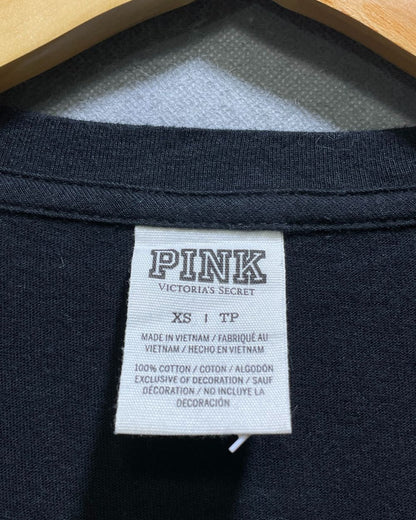 PINK
VICTORIA'S SECRET
XS | TP
MADE IN VIETNAM / FABRIQUÉ AU
VIETNAM / HECHO EN VIETNAM
100% COTTON / COTON / ALGODÓN
EXCLUSIVE OF DECORATION / SAUF
DÉCORATION / NO INCLUYE LA
DECORACIÓN